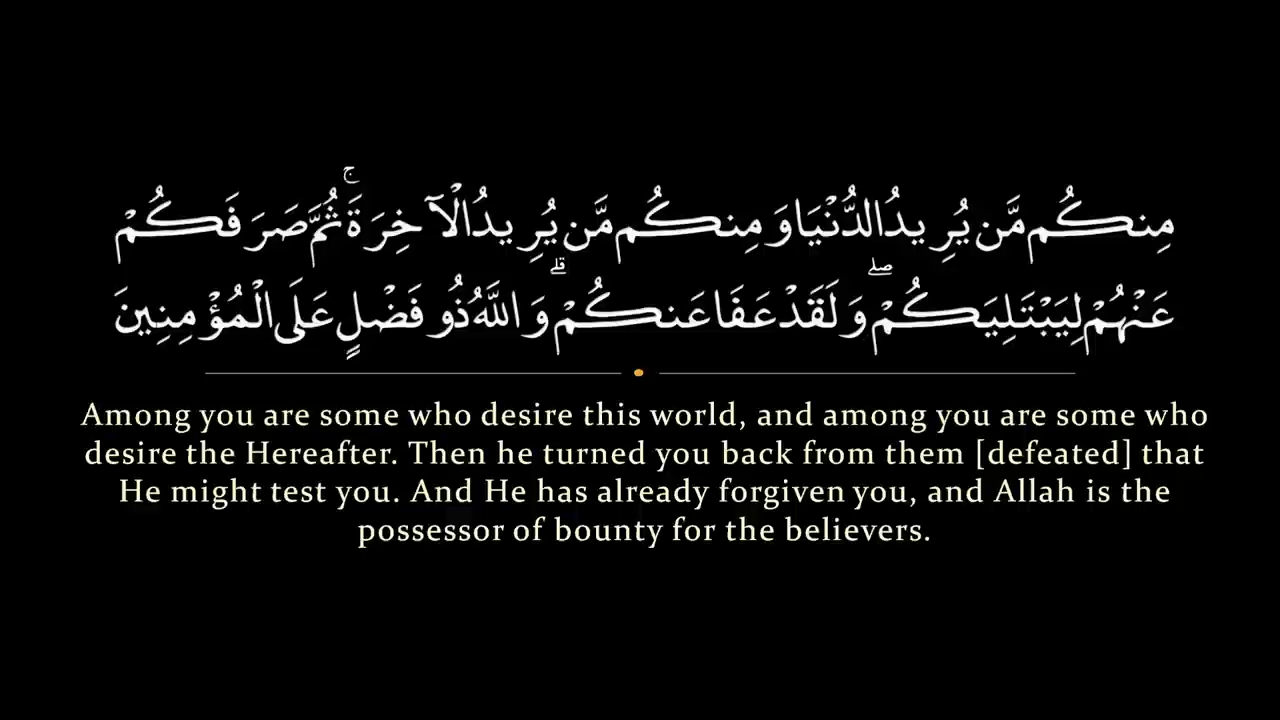 مِنكُم مَّن يُرِيدُ الدُّنْيَا وَمِنكُم مَّن يُرِيدُ الْآخِرَةَ ۚ ثُمَّ صَرَفَكُمْ
عَنْهُمْ لِيَبْتَلِيَكُمْ ۖ وَلَقَدْ عَفَا عَنكُمْ ۗ وَاللَّهُ ذُو فَضْلٍ عَلَى الْمُؤْمِنِينَ
Among you are some who desire this world, and among you are some who
desire the Hereafter. Then he turned you back from them [defeated] that
He might test you. And He has already forgiven you, and Allah is the
possessor of bounty for the believers.